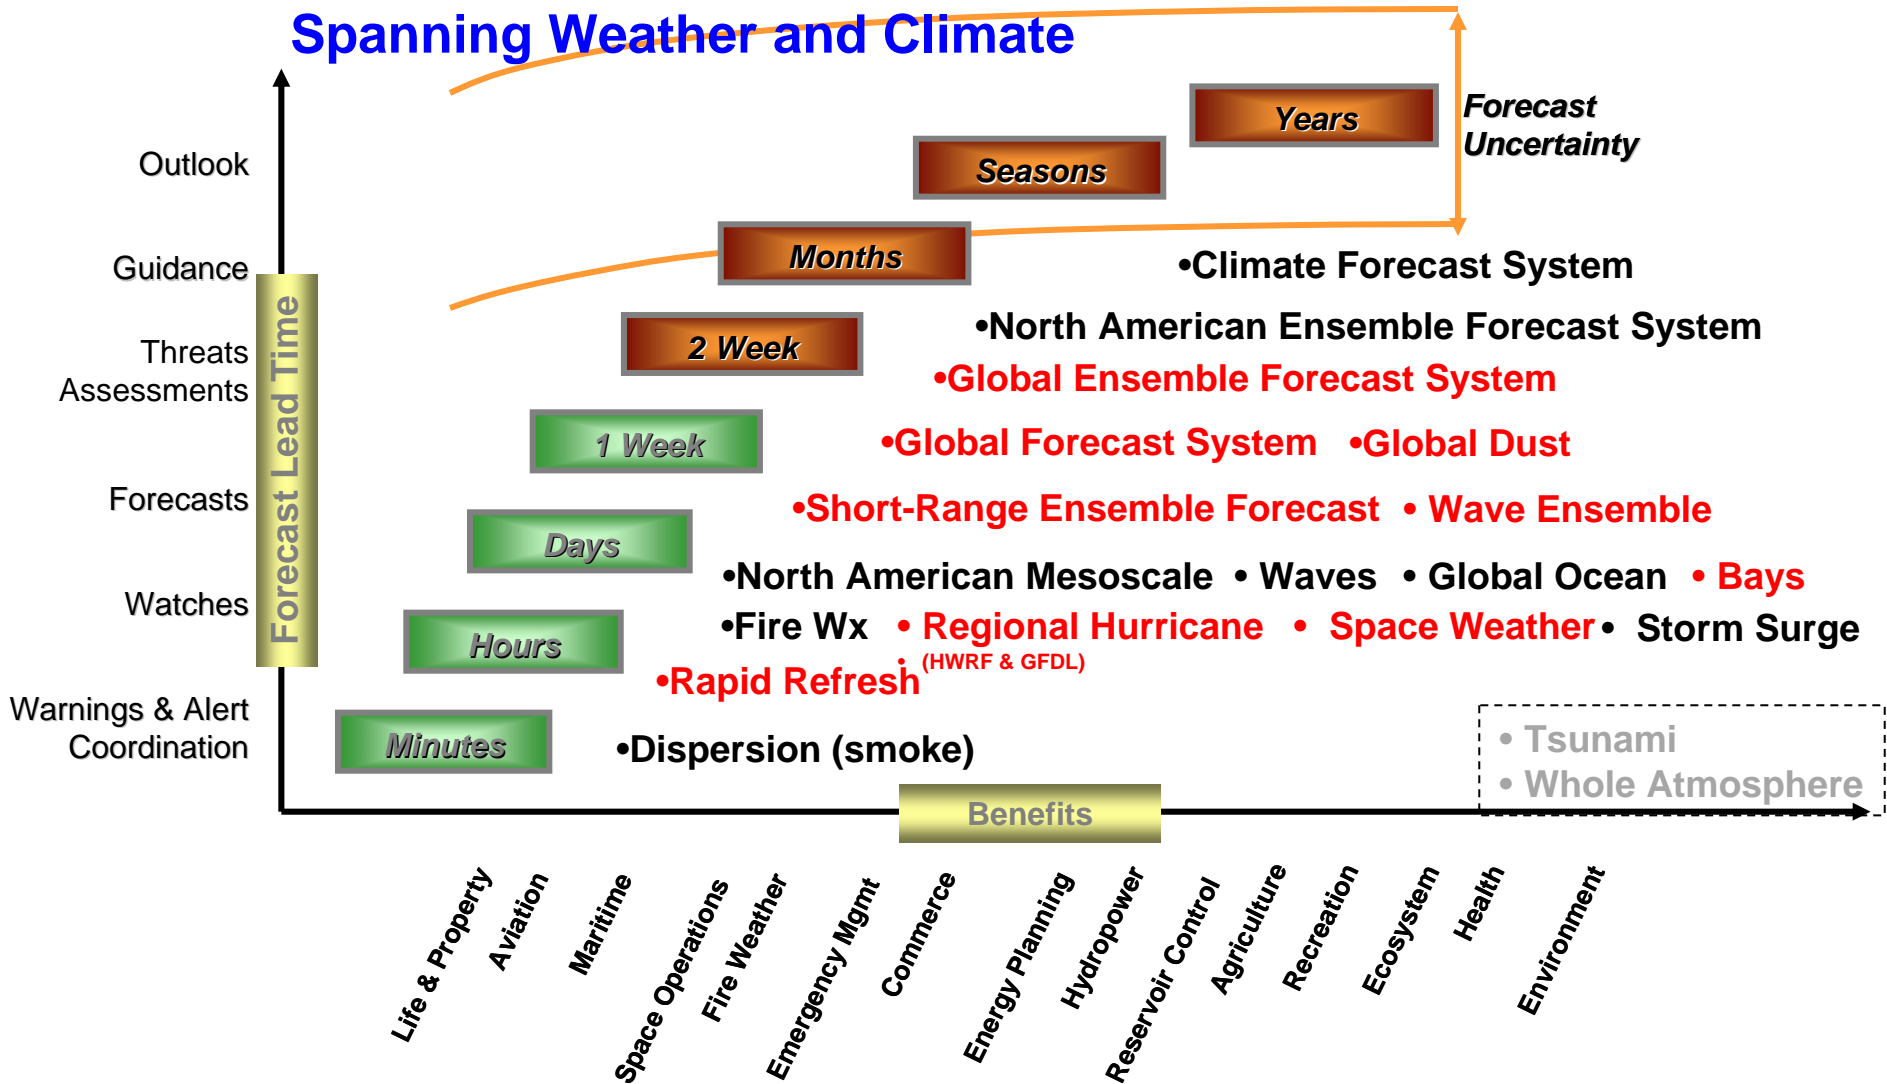 Spanning Weather and Climate
Years
Forecast
Uncertainty
Outlook
Seasons
Guidance
Months
•Climate Forecast System
Forecast Lead Time
Threats
Assessments
2 Week
•North American Ensemble Forecast System
•Global Ensemble Forecast System
1 Week
•Global Forecast System •Global Dust
Forecasts
•Short-Range Ensemble Forecast • Wave Ensemble
Days
•North American Mesoscale • Waves • Global Ocean • Bays
Watches
•Fire Wx • Regional Hurricane • Space Weather • Storm Surge
Hours
• (HWRF & GFDL)
•Rapid Refresh
Warnings & Alert
Coordination
Minutes
•Dispersion (smoke)
• Tsunami
• Whole Atmosphere
Benefits
Life & Property
Aviation
Maritime
Space Operations
Fire Weather
Emergency Mgmt
Commerce
Energy Planning
Hydropower
Reservoir Control
Agriculture
Recreation
Ecosystem
Health
Environment